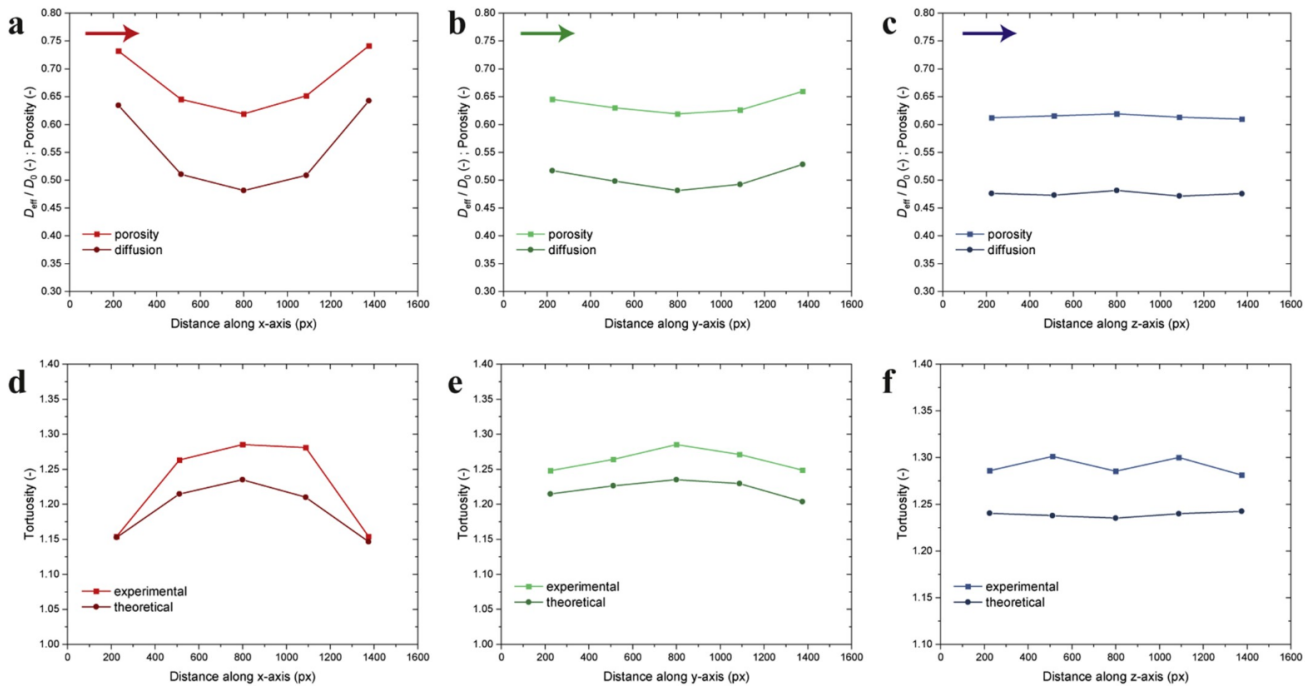 a
0.80
0.75
0.70
0.65
0.60
0.55
0.50
0.45
0.40
0.35
0.30
D_eff / D_0 (-) ; Porosity (-)
porosity
diffusion
0 200 400 600 800 1000 1200 1400 1600
Distance along x-axis (px)
b
0.80
0.75
0.70
0.65
0.60
0.55
0.50
0.45
0.40
0.35
0.30
D_eff / D_0 (-) ; Porosity (-)
porosity
diffusion
0 200 400 600 800 1000 1200 1400 1600
Distance along y-axis (px)
c
0.80
0.75
0.70
0.65
0.60
0.55
0.50
0.45
0.40
0.35
0.30
D_eff / D_0 (-) ; Porosity (-)
porosity
diffusion
0 200 400 600 800 1000 1200 1400 1600
Distance along z-axis (px)
d
1.40
1.35
1.30
1.25
1.20
1.15
1.10
1.05
1.00
Tortuosity (-)
experimental
theoretical
0 200 400 600 800 1000 1200 1400 1600
Distance along x-axis (px)
e
1.40
1.35
1.30
1.25
1.20
1.15
1.10
1.05
1.00
Tortuosity (-)
experimental
theoretical
0 200 400 600 800 1000 1200 1400 1600
Distance along y-axis (px)
f
1.40
1.35
1.30
1.25
1.20
1.15
1.10
Tortuosity (-)
experimental
theoretical
0 200 400 600 800 1000 1200 1400 1600
Distance along z-axis (px)